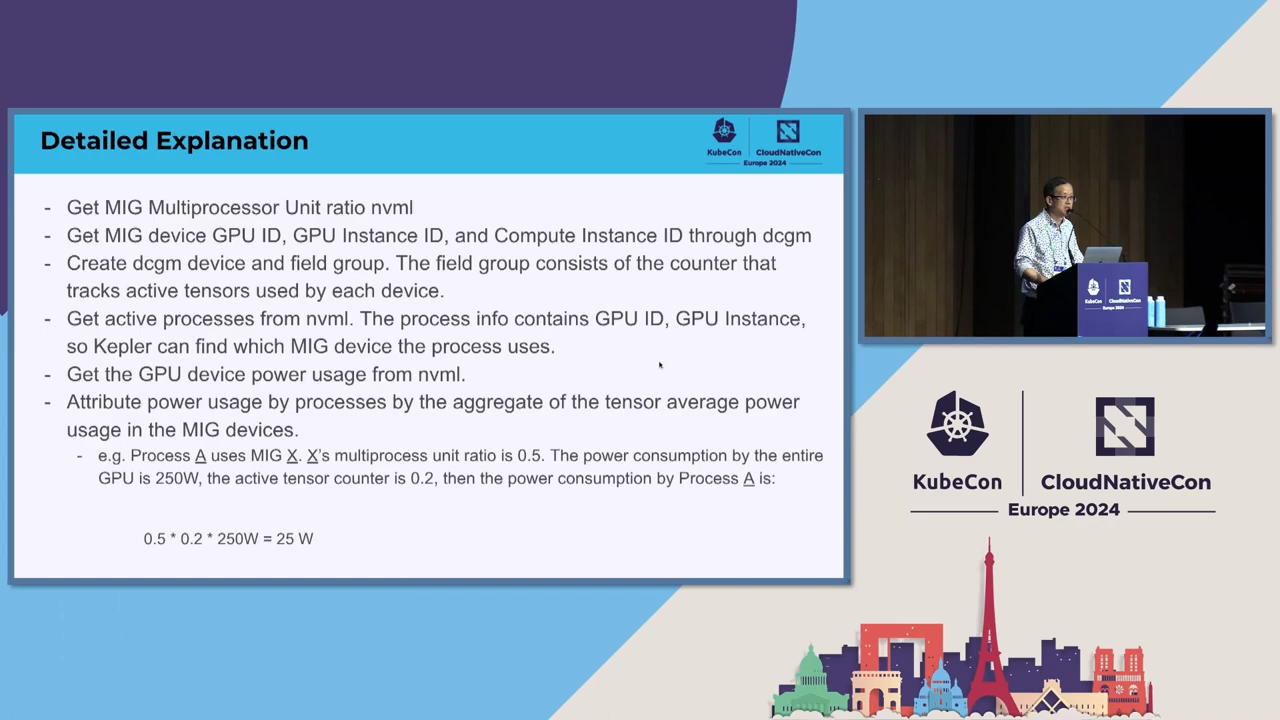 Detailed Explanation
KubeCon
CloudNativeCon
Europe 2024
- Get MIG Multiprocessor Unit ratio nvml
- Get MIG device GPU ID, GPU Instance ID, and Compute Instance ID through dcgm
- Create dcgm device and field group. The field group consists of the counter that
tracks active tensors used by each device.
- Get active processes from nvml. The process info contains GPU ID, GPU Instance,
so Kepler can find which MIG device the process uses.
- Get the GPU device power usage from nvml.
- Attribute power usage by processes by the aggregate of the tensor average power
usage in the MIG devices.
- e.g. Process A uses MIG X. X's multiprocess unit ratio is 0.5. The power consumption by the entire
GPU is 250W, the active tensor counter is 0.2, then the power consumption by Process A is:
0.5 * 0.2 * 250W = 25 W
KubeCon
CloudNativeCon
Europe 2024
KubeCon
CloudNativeCon
Europe 2024